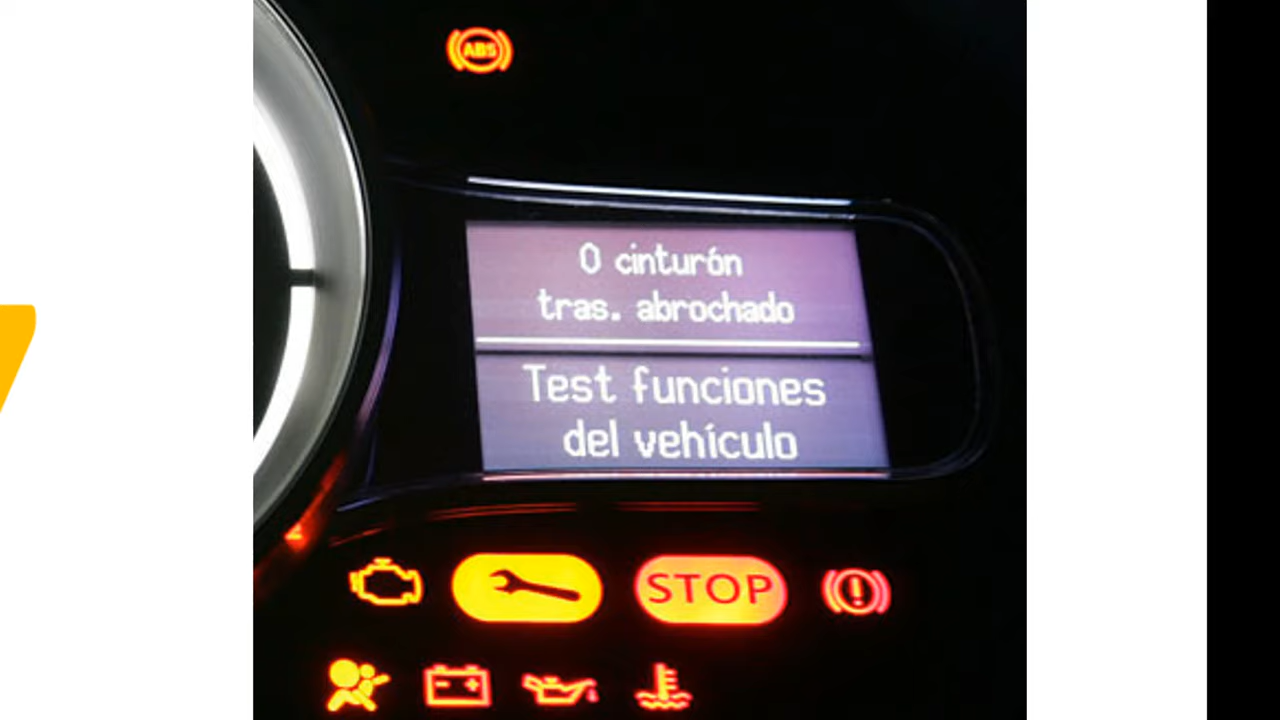 ABS
0 cinturón
tras. abrochado
Test funciones
del vehículo
STOP